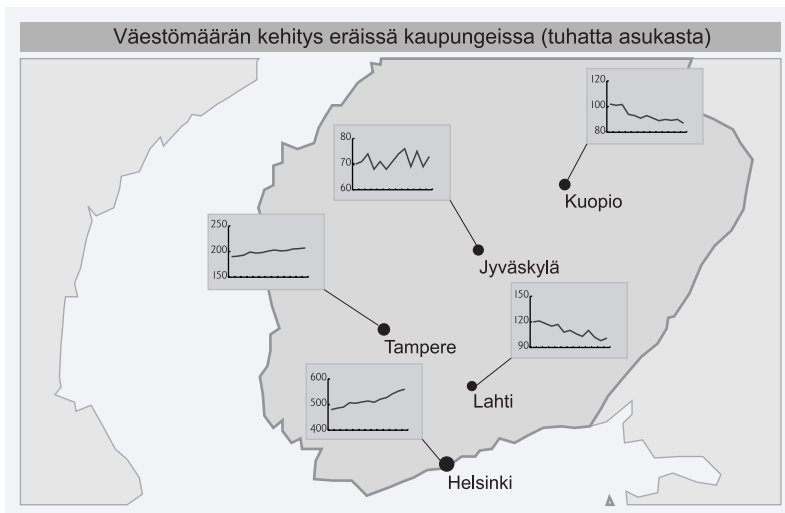 Väestömäärän kehitys eräissä kaupungeissa (tuhatta asukasta)
120
100
80
Kuopio
80
70
60
Jyväskylä
250
200
150
Tampere
150
120
90
Lahti
600
500
400
Helsinki